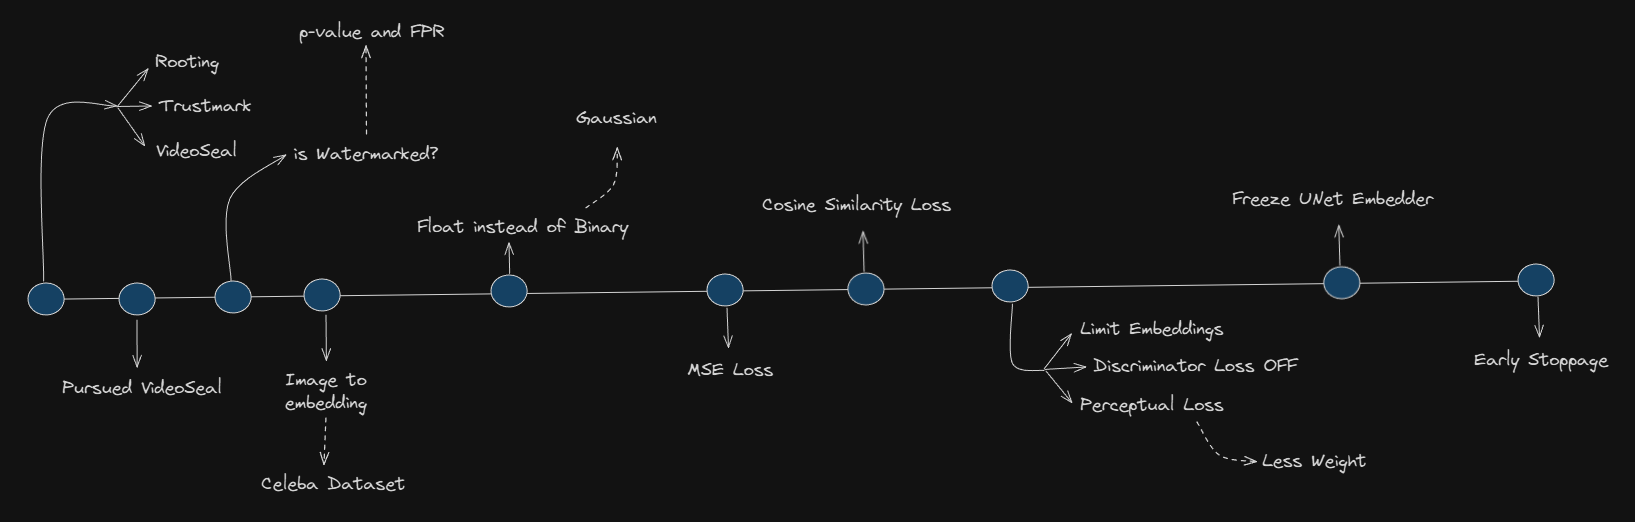 p-value and FPR
Rooting
Trustmark
VideoSeal
is Watermarked?
Gaussian
Float instead of Binary
Cosine Similarity Loss
Freeze UNet Embedder
Pursued VideoSeal
Image to
embedding
Celeba Dataset
MSE Loss
Limit Embeddings
Discriminator Loss OFF
Perceptual Loss
Less Weight
Early Stoppage